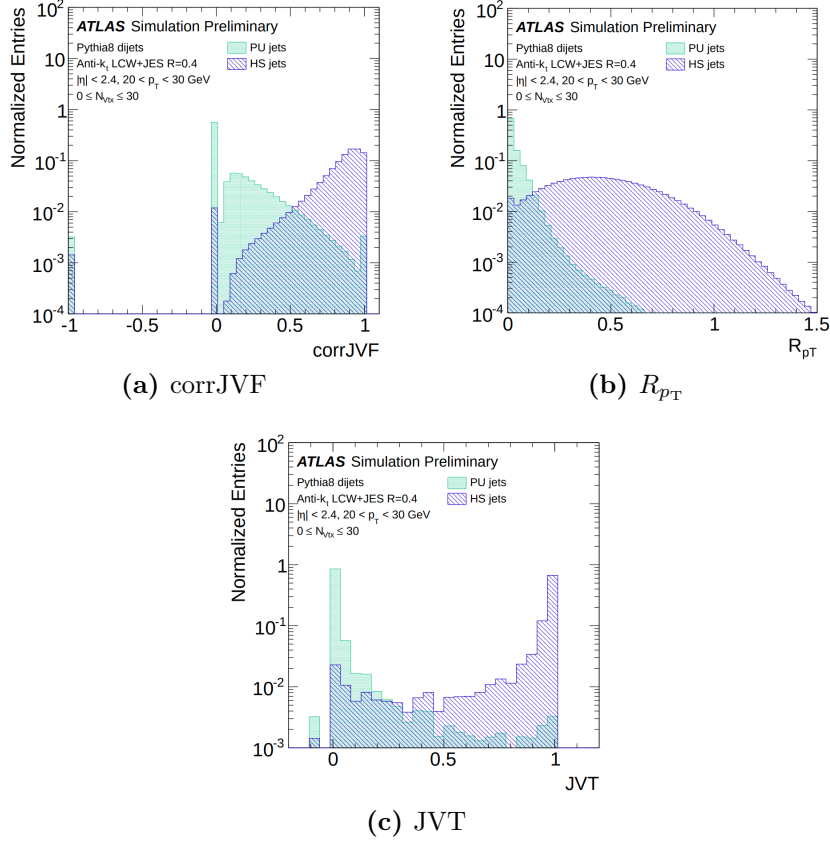 Normalized Entries
10²
10
1
10⁻¹
10⁻²
10⁻³
10⁻⁴
ATLAS Simulation Preliminary
Pythia8 dijets
Anti-kₜ LCW+JES R=0.4
|η| < 2.4, 20 < p_T < 30 GeV
0 ≤ N_Vtx ≤ 30
PU jets
HS jets
-1 -0.5 0 0.5 1
corrJVF
(a) corrJVF
Normalized Entries
10²
10
1
10⁻¹
10⁻²
10⁻³
10⁻⁴
ATLAS Simulation Preliminary
Pythia8 dijets
Anti-kₜ LCW+JES R=0.4
|η| < 2.4, 20 < p_T < 30 GeV
0 ≤ N_Vtx ≤ 30
PU jets
HS jets
0 0.5 1 1.5
R_pT
(b) R_pT
Normalized Entries
10²
10
1
10⁻¹
10⁻²
10⁻³
ATLAS Simulation Preliminary
Pythia8 dijets
Anti-kₜ LCW+JES R=0.4
|η| < 2.4, 20 < p_T < 30 GeV
0 ≤ N_Vtx ≤ 30
PU jets
HS jets
0 0.5 1
JVT
(c) JVT